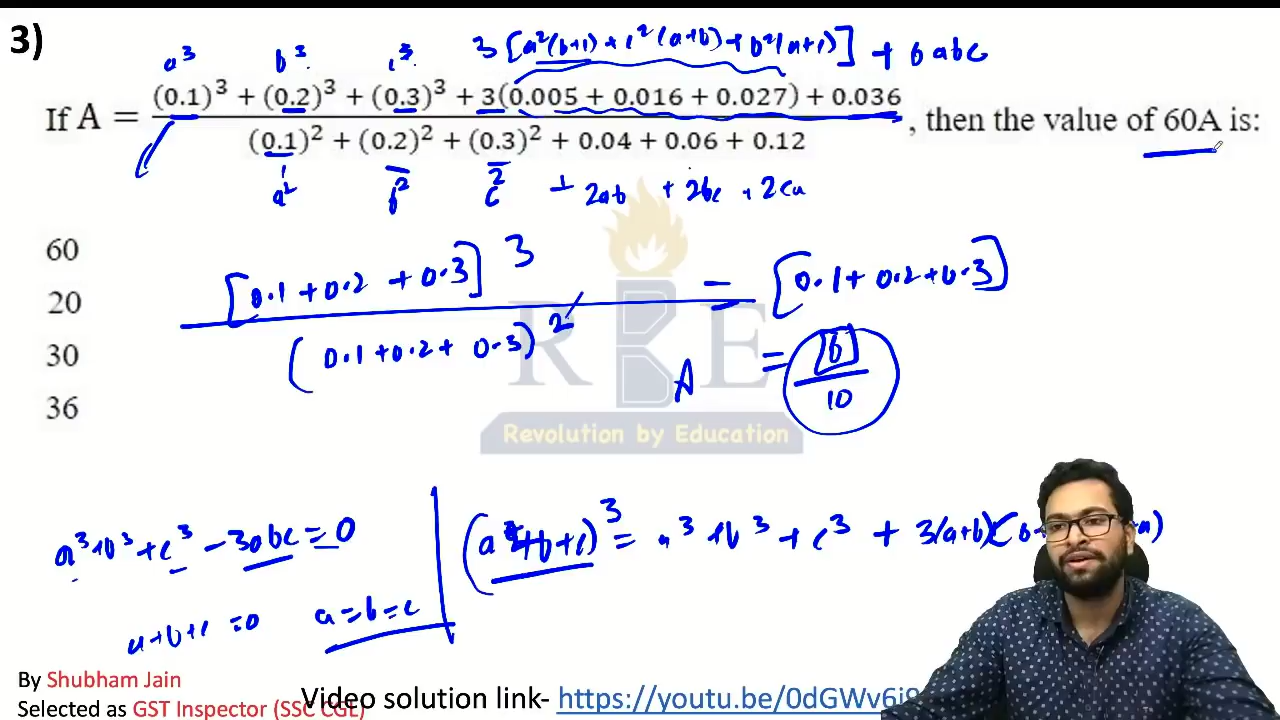 3)
a³ b³ c³ 3[a²(b+c)+c²(a+b)+b²(a+c)] + 6abc
If A = \frac{(0.1)³ + (0.2)³ + (0.3)³ + 3(0.005 + 0.016 + 0.027) + 0.036}{(0.1)² + (0.2)² + (0.3)² + 0.04 + 0.06 + 0.12}, then the value of 60A is:
a² b² c² + 2ab + 2bc + 2ca
60
20
30
36
\frac{[0.1+0.2+0.3]3}{(0.1+0.2+0.3)2} = [0.1+0.2+0.3]
A = \frac{[6]}{10}
RBE
Revolution by Education
a³+b³+c³-3abc=0
a+b+c=0 a=b=c
(a+b+c)³ = a³+b³+c³ + 3(a+b)(b
By Shubham Jain
Selected as GST Inspector (SSC CGL)
Video solution link- https://youtu.be/0dGWv6i9